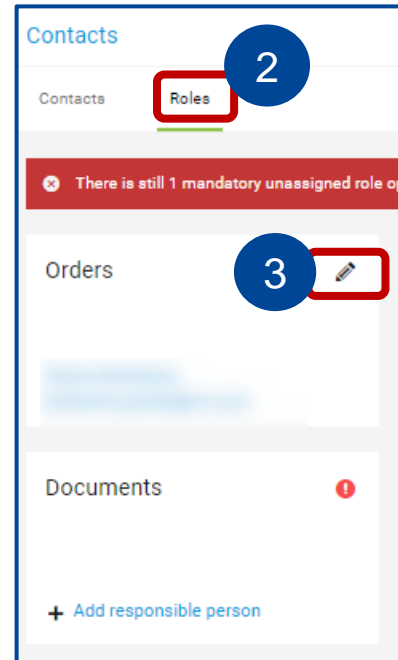 Contacts
2
Contacts Roles
There is still 1 mandatory unassigned role
Orders
3
Documents
+ Add responsible person